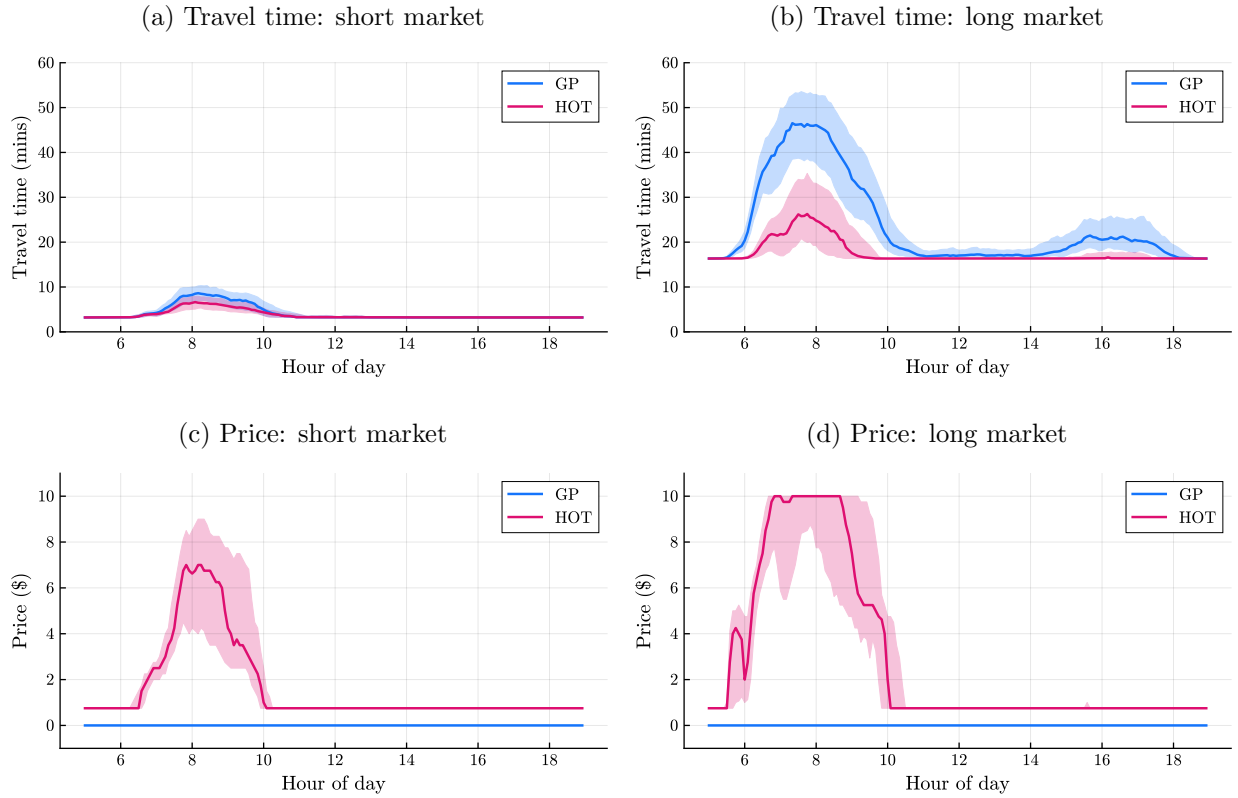 (a) Travel time: short market
60
50
40
30
20
10
0
Travel time (mins)
GP
HOT
6 8 10 12 14 16 18
Hour of day
(b) Travel time: long market
60
50
40
30
20
10
0
Travel time (mins)
GP
HOT
6 8 10 12 14 16 18
Hour of day
(c) Price: short market
10
8
6
4
2
0
Price ($)
GP
HOT
6 8 10 12 14 16 18
Hour of day
(d) Price: long market
10
8
6
4
2
0
Price ($)
GP
HOT
6 8 10 12 14 16 18
Hour of day